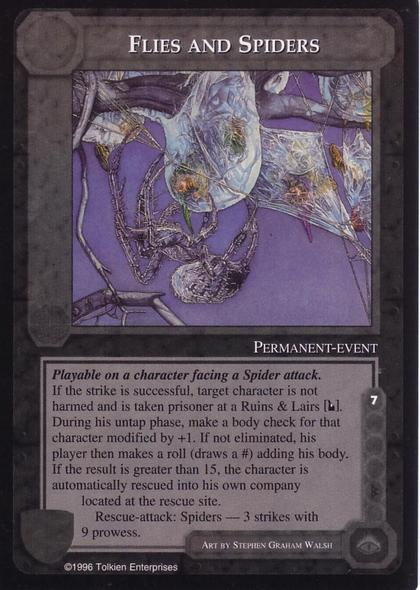 FLIES AND SPIDERS
PERMANENT-EVENT
Playable on a character facing a Spider attack.
If the strike is successful, target character is not
harmed and is taken prisoner at a Ruins & Lairs [].
During his untap phase, make a body check for that
character modified by +1. If not eliminated, his
player then makes a roll (draws a #) adding his body.
If the result is greater than 15, the character is
automatically rescued into his own company
located at the rescue site.
Rescue-attack: Spiders — 3 strikes with
9 prowess.
7
ART BY STEPHEN GRAHAM WALSH
©1996 Tolkien Enterprises